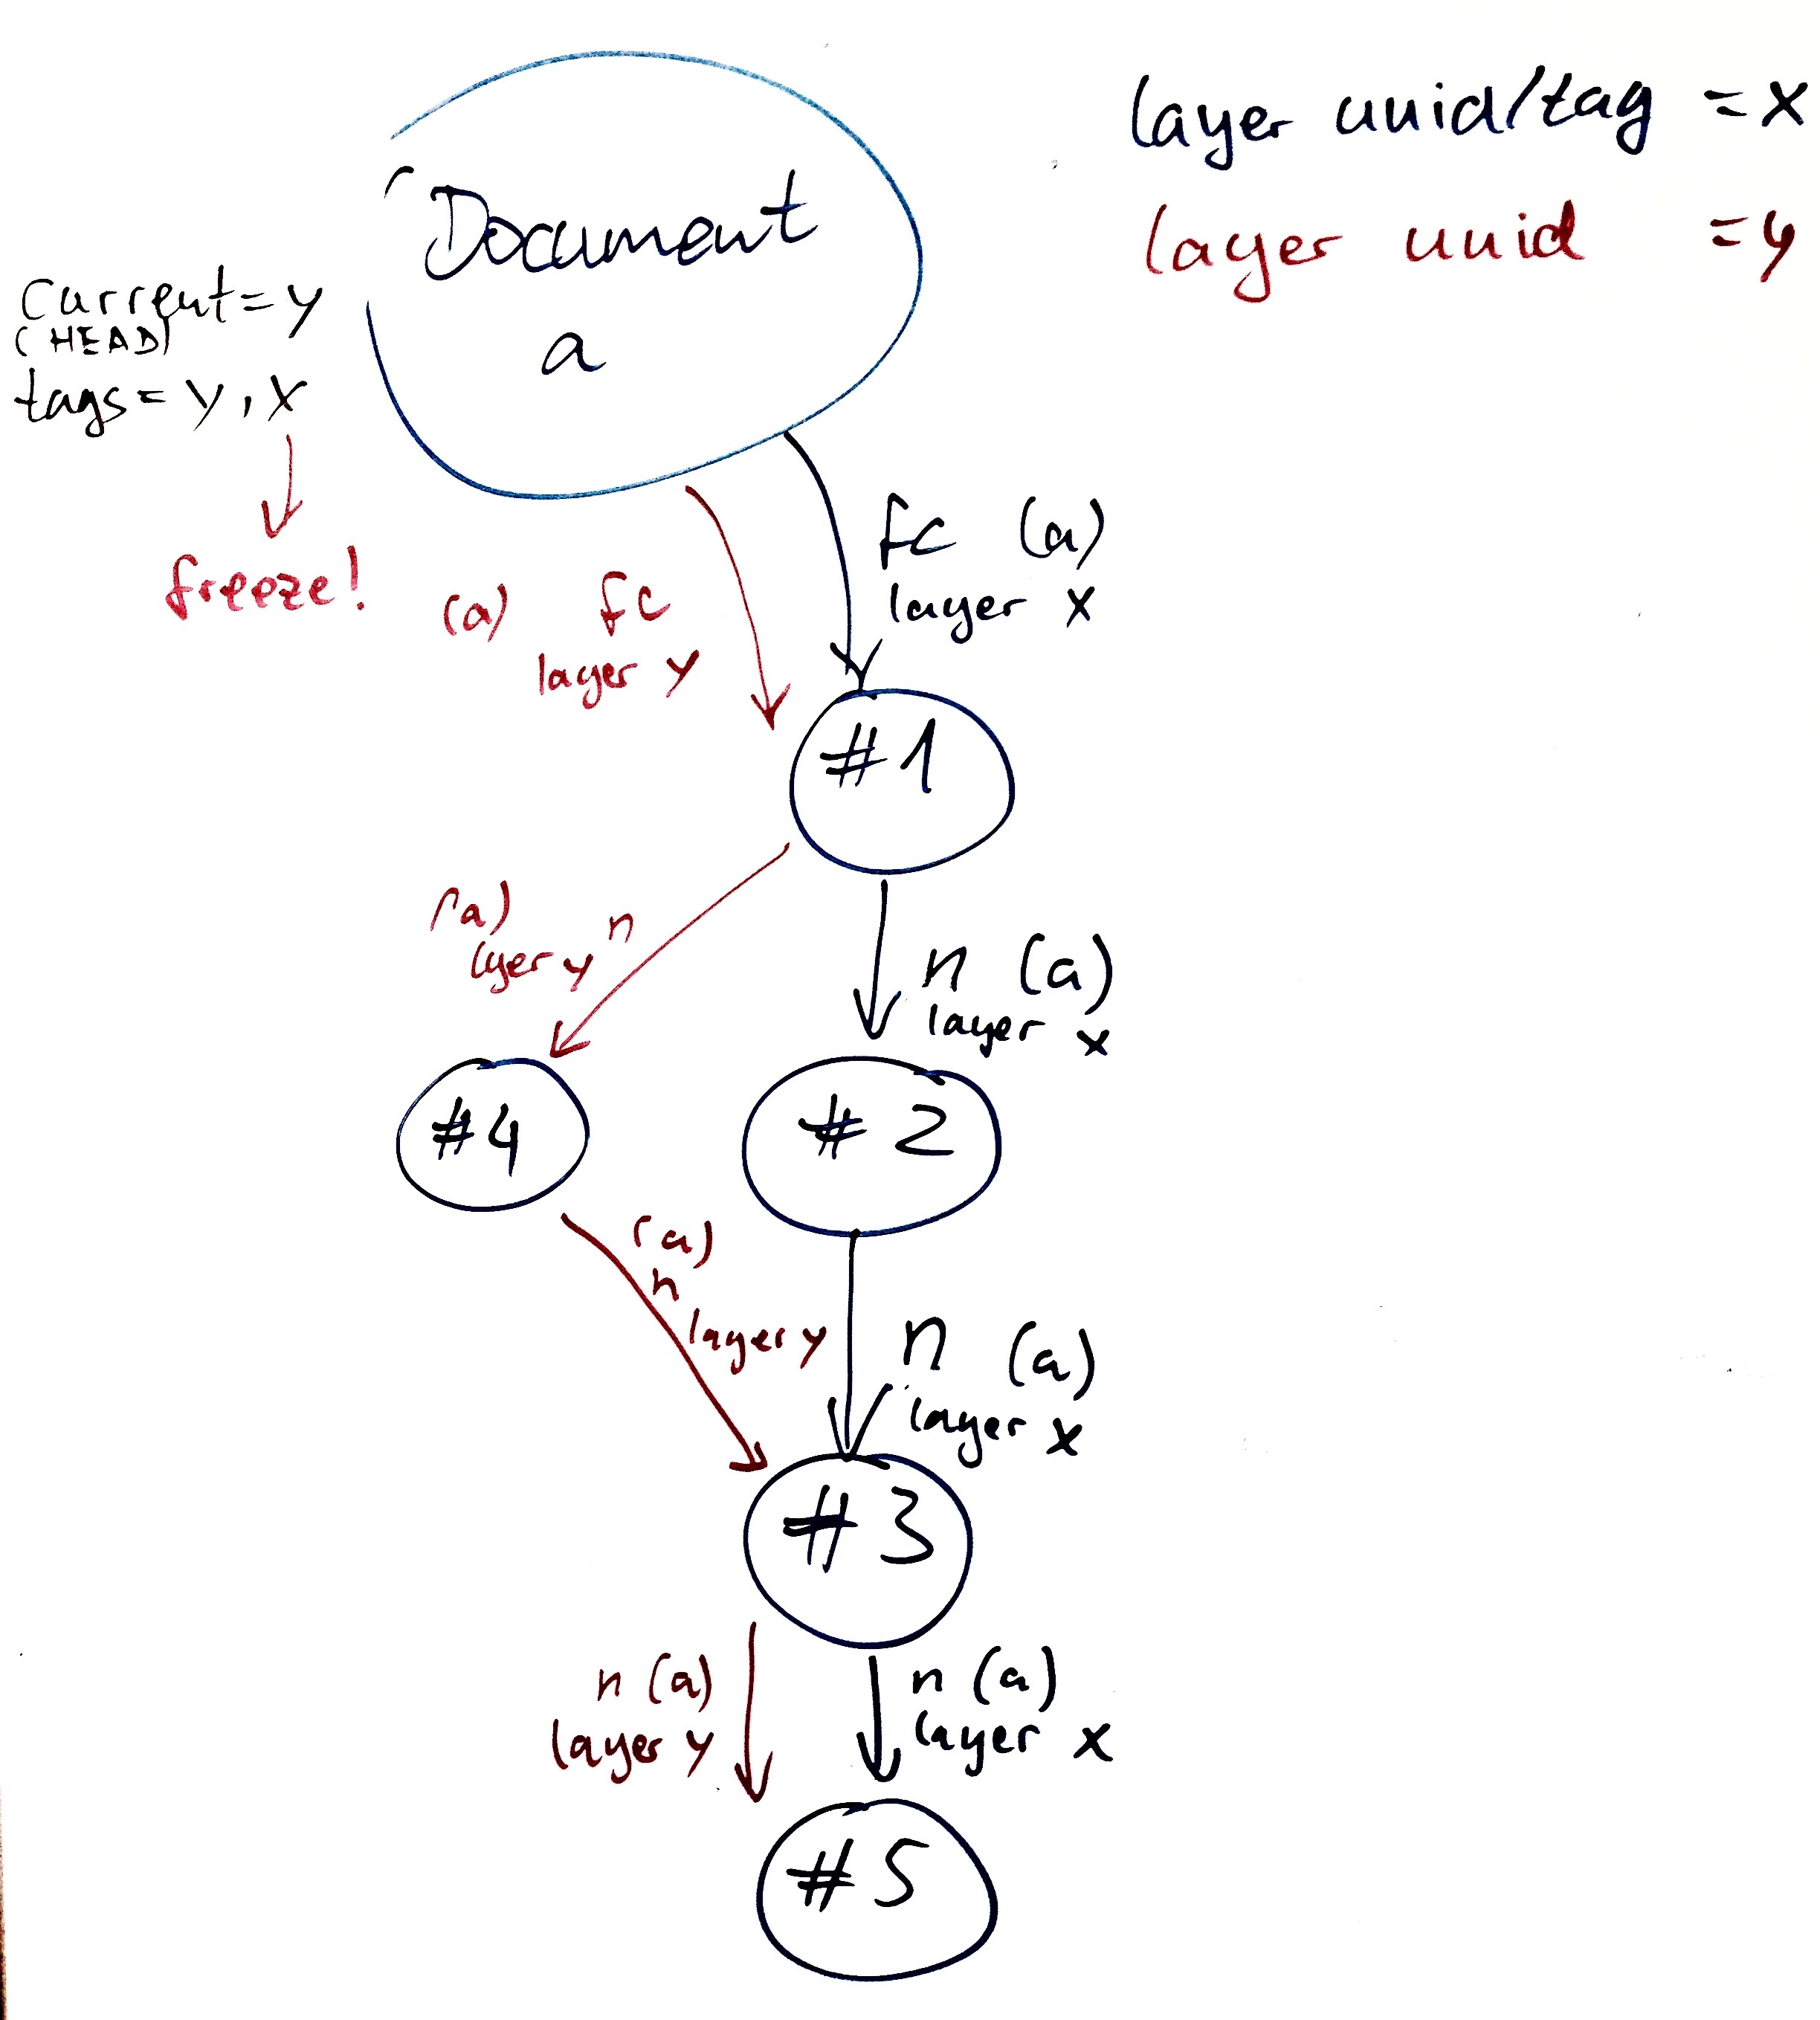 layer uuid/tag = x
layer uuid = y
Document
a
Current = y
(HEAD)
tags = y, x
freeze!
fc (a)
layer x
(a) fc
layer y
#1
(a) n
layer y
n (a)
layer x
#4
#2
(a)
n
layer y
n (a)
layer x
#3
n (a)
layer y
n (a)
layer x
#5